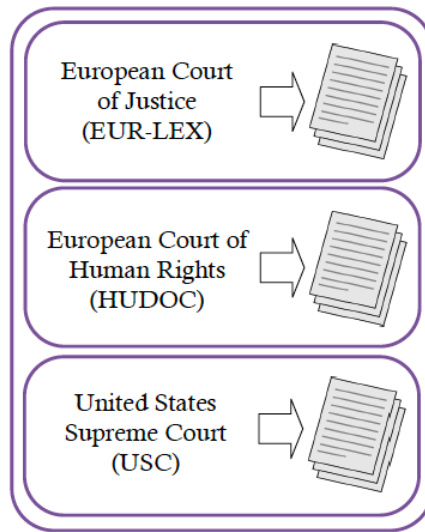 European Court
of Justice
(EUR-LEX)
European Court of
Human Rights
(HUDOC)
United States
Supreme Court
(USC)